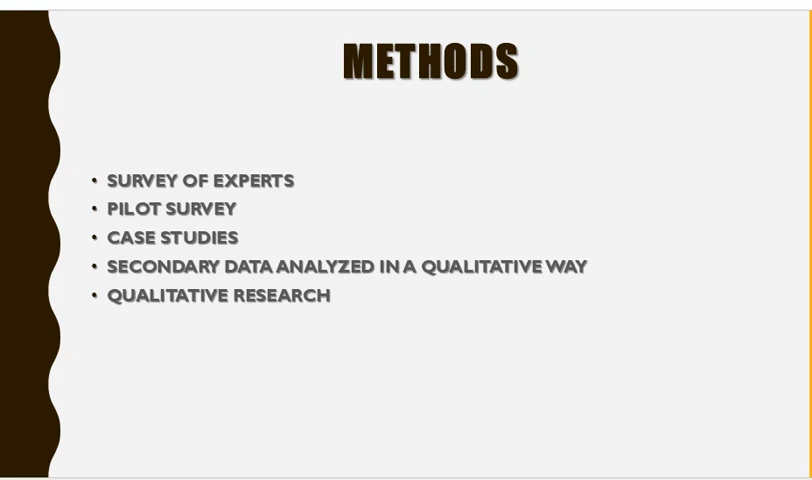 METHODS
• SURVEY OF EXPERTS
• PILOT SURVEY
• CASE STUDIES
• SECONDARY DATA ANALYZED IN A QUALITATIVE WAY
• QUALITATIVE RESEARCH